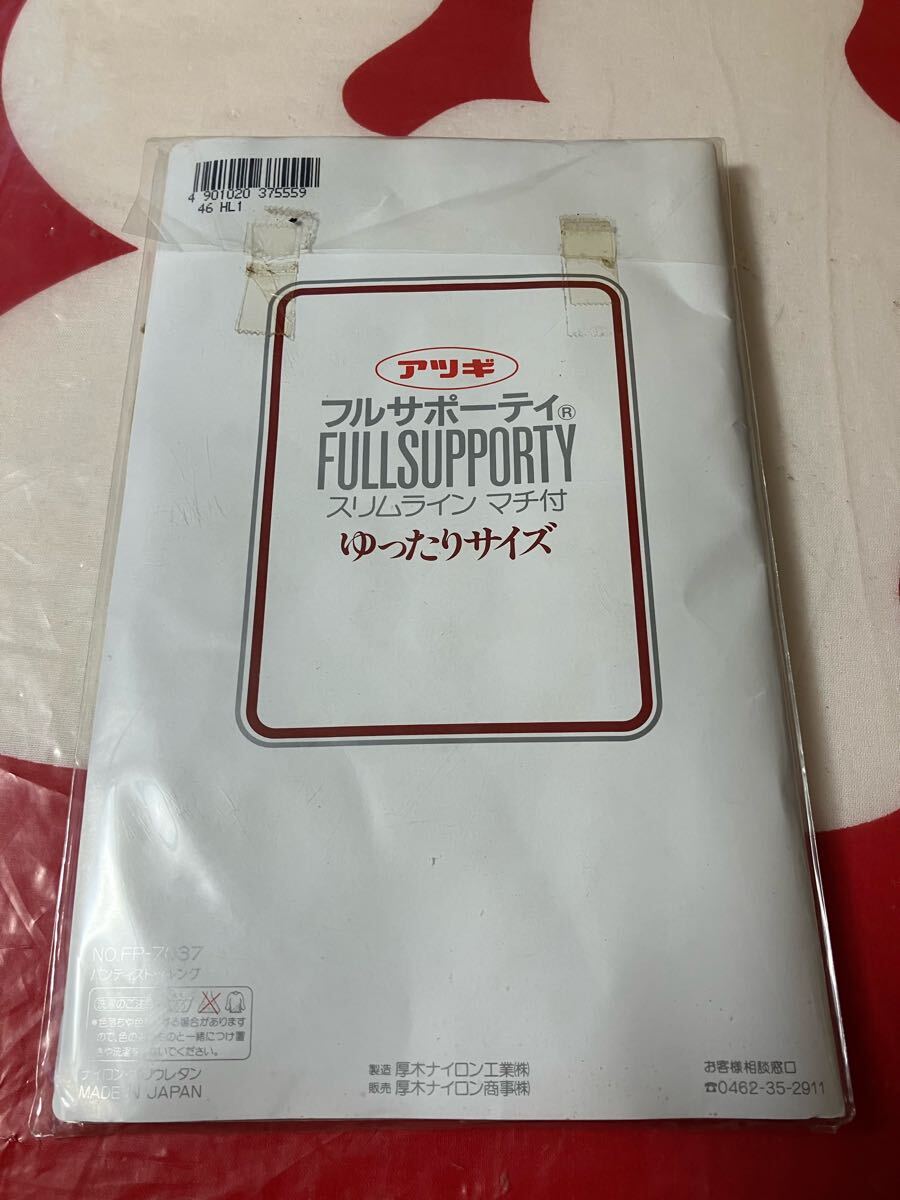 4 901020 375559
46 HL1
アツギ
フルサポーティ®
FULLSUPPORTY
スリムライン マチ付
ゆったりサイズ
パンティストッキング
MADE IN JAPAN
製造 厚木ナイロン工業㈱
販売 厚木ナイロン商事㈱
お客様相談窓口
☎0462-35-2911